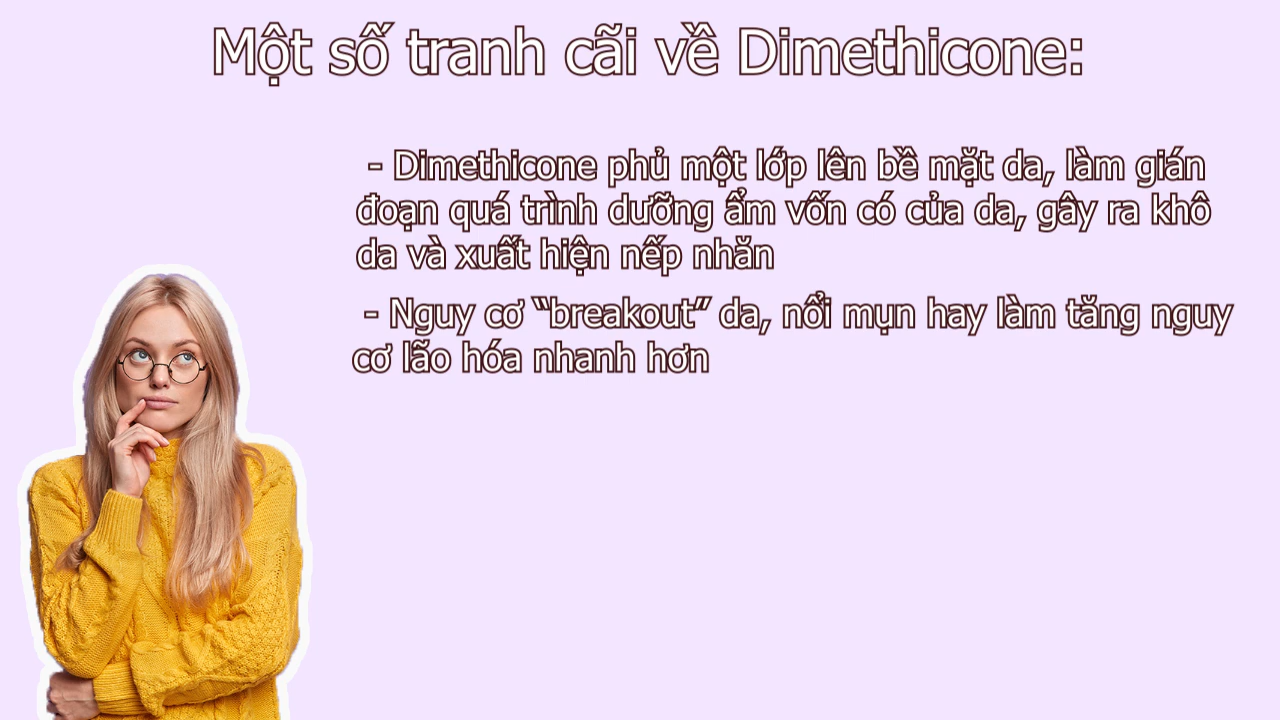 Một số tranh cãi về Dimethicone:
- Dimethicone phủ một lớp lên bề mặt da, làm gián
đoạn quá trình dưỡng ẩm vốn có của da, gây ra khô
da và xuất hiện nếp nhăn
- Nguy cơ “breakout” da, nổi mụn hay làm tăng nguy
cơ lão hóa nhanh hơn